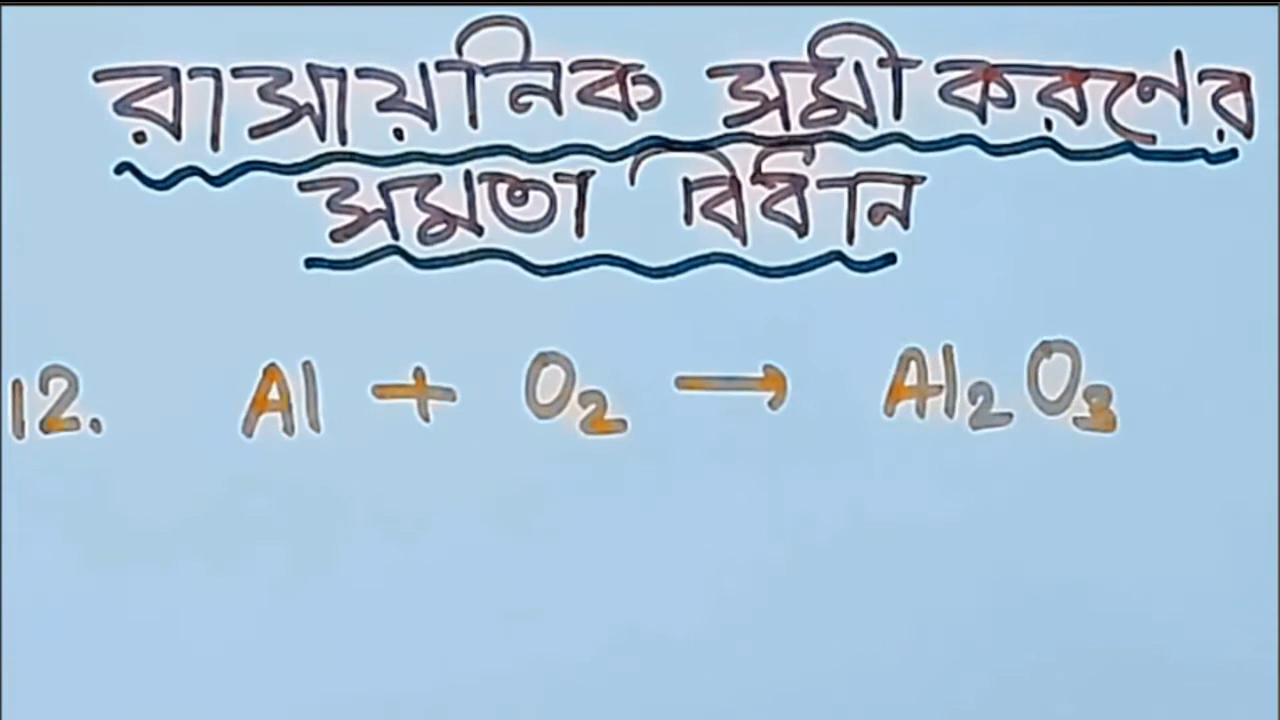 রাসায়নিক সমীকরণের
সমতা বিধান
12. Al + O₂ → Al₂O₃